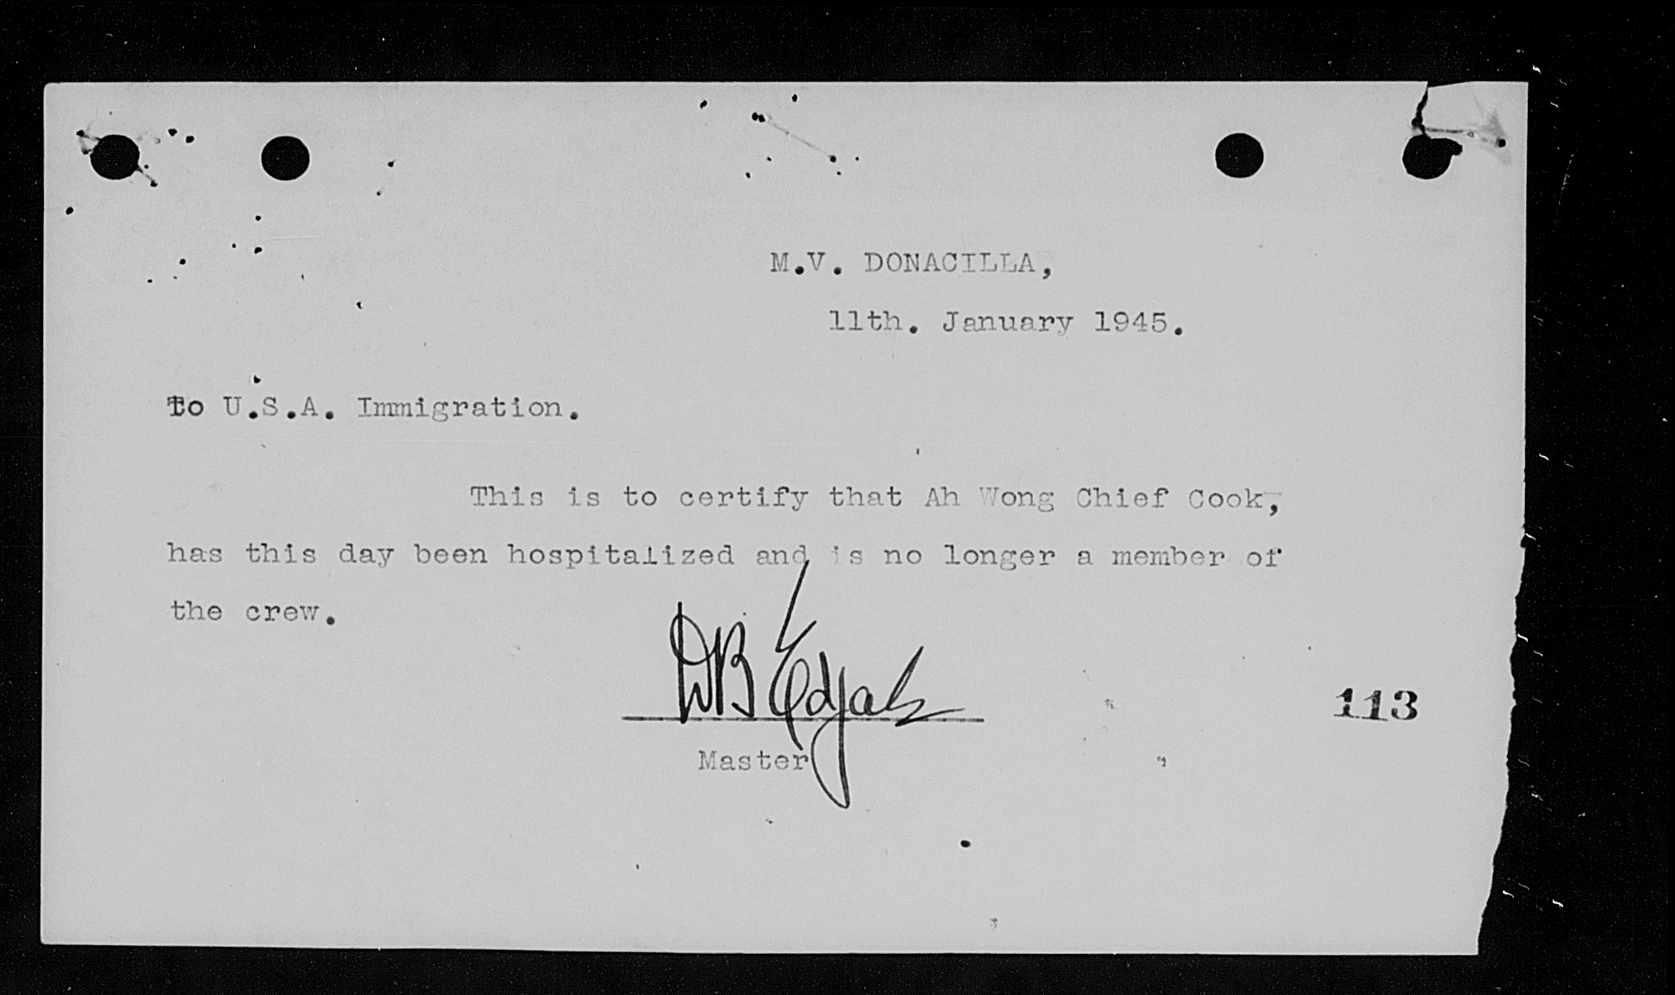 M.V. DONACILLA,
11th. January 1945.
To U.S.A. Immigration.
This is to certify that Ah Wong Chief Cook,
has this day been hospitalized and is no longer a member of
the crew.
113
Master